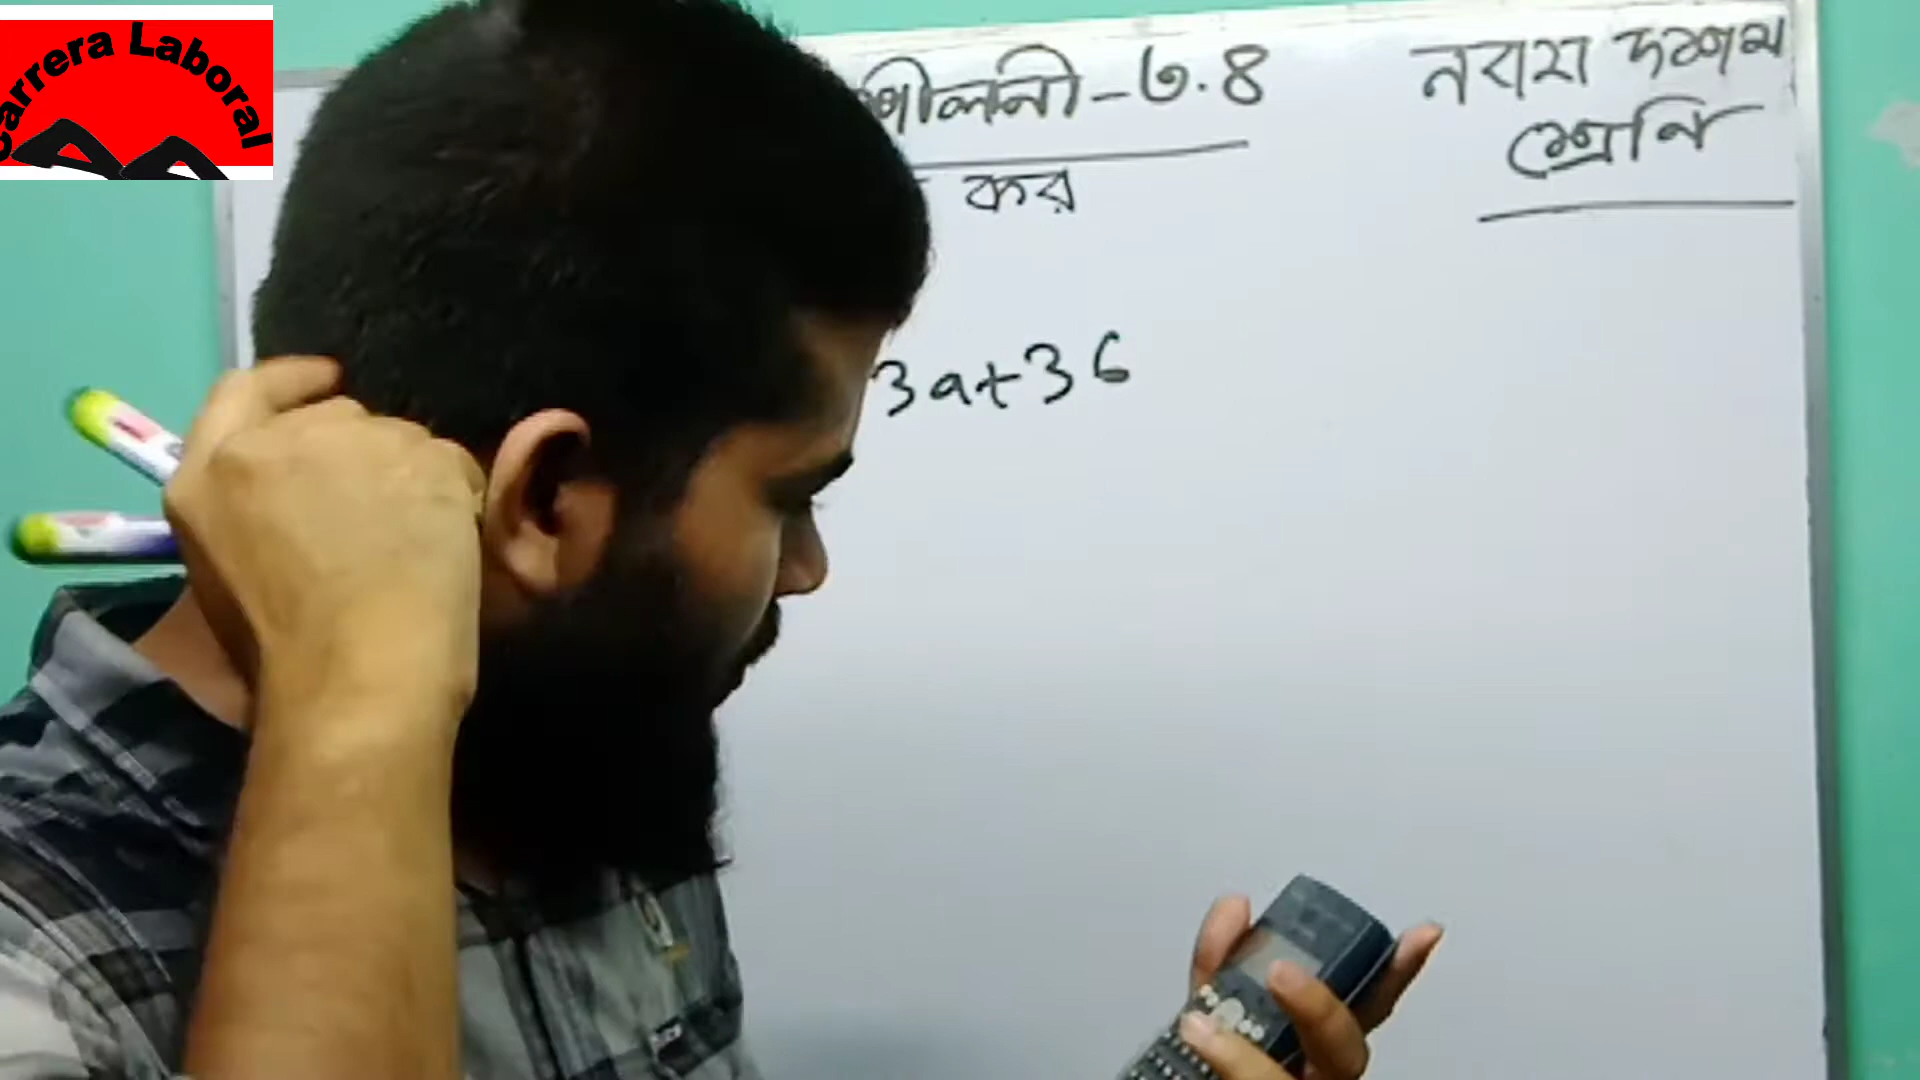 Carrera Laboral
শীলনী - ৩.৪
নবম দশম
শ্রেণি
কর
3a+36